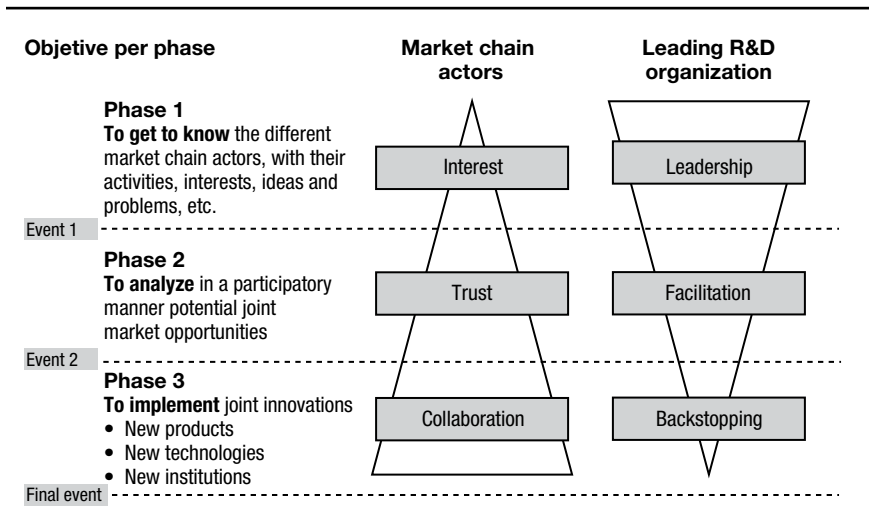 Objetive per phase
Market chain
actors
Leading R&D
organization
Phase 1
To get to know the different
market chain actors, with their
activities, interests, ideas and
problems, etc.
Interest
Leadership
Event 1
Phase 2
To analyze in a participatory
manner potential joint
market opportunities
Trust
Facilitation
Event 2
Phase 3
To implement joint innovations
• New products
• New technologies
• New institutions
Collaboration
Backstopping
Final event